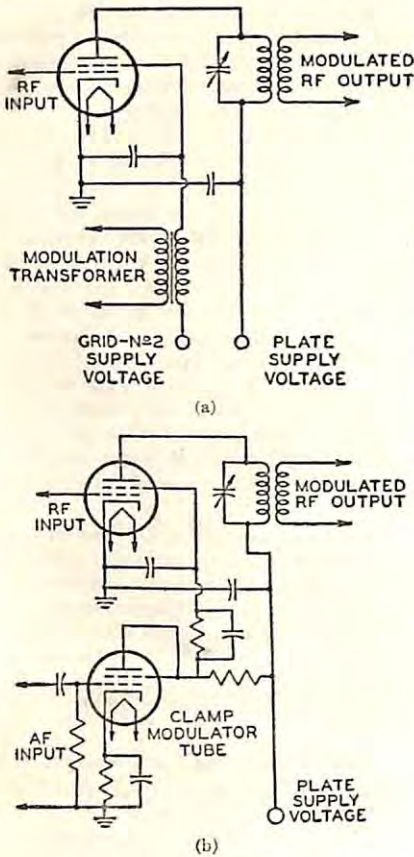 RF
INPUT
MODULATED
RF OUTPUT
MODULATION
TRANSFORMER
GRID-Nº2
SUPPLY
VOLTAGE
PLATE
SUPPLY
VOLTAGE
(a)
RF
INPUT
MODULATED
RF OUTPUT
AF
INPUT
CLAMP
MODULATOR
TUBE
PLATE
SUPPLY
VOLTAGE
(b)